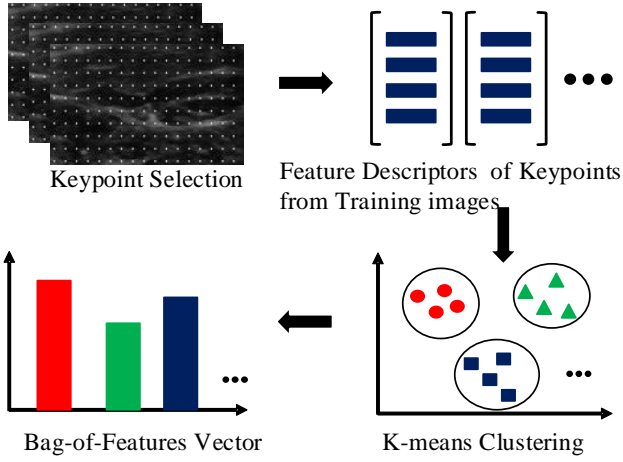 Keypoint Selection
Feature Descriptors of Keypoints
from Training images
Bag-of-Features Vector
K-means Clustering